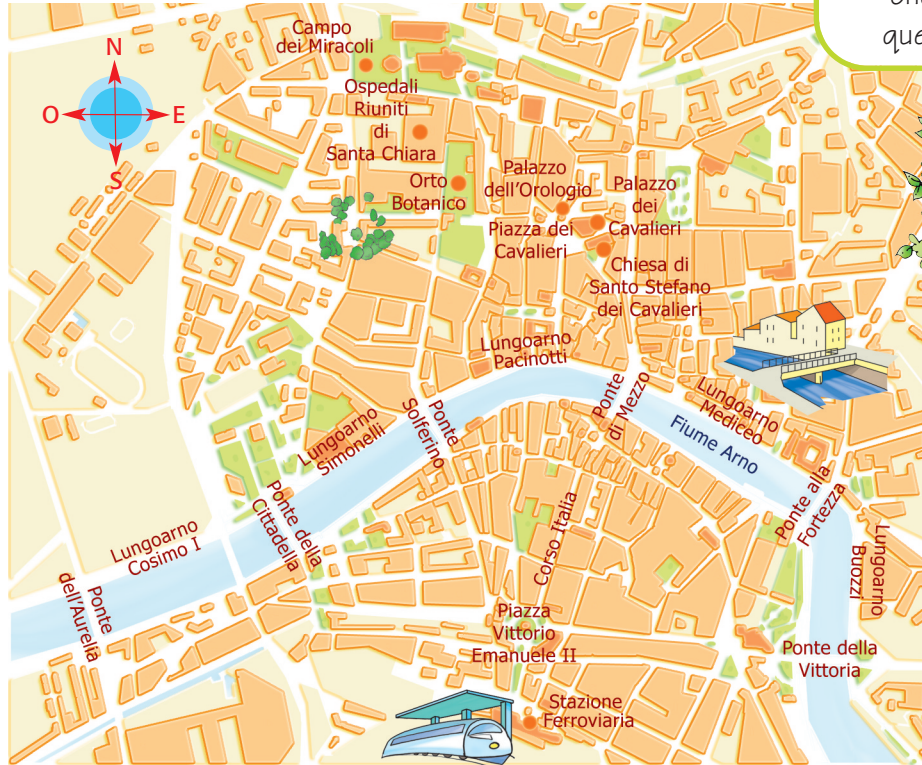 Campo
dei Miracoli
N
O
E
S
Ospedali
Riuniti
di
Santa Chiara
Orto
Botanico
Palazzo
dell'Orologio
Palazzo
dei
Cavalieri
Piazza dei
Cavalieri
Chiesa di
Santo Stefano
dei Cavalieri
Lungoarno
Pacinotti
Ponte
di Mezzo
Lungoarno
Mediceo
Fiume Arno
Ponte
Solferino
Lungoarno
Simonelli
Ponte della
Cittadella
Ponte alla
Fortezza
Lungoarno
Cosimo I
Corso Italia
Lungoarno
Buozzi
Ponte
dell'Aurelia
Piazza
Vittorio
Emanuele II
Ponte della
Vittoria
Stazione
Ferroviaria